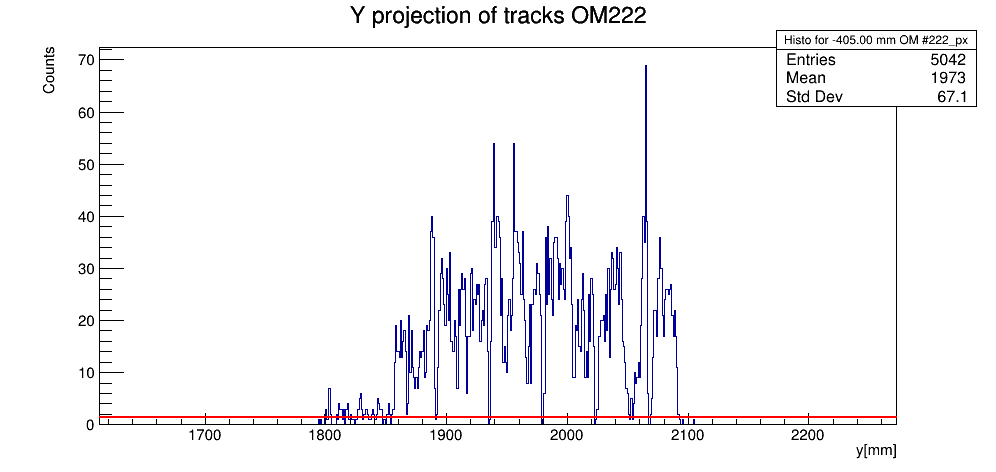 Y projection of tracks OM222
Histo for -405.00 mm OM #222_px
Entries 5042
Mean 1973
Std Dev 67.1
Counts
70
60
50
40
30
20
10
0
1700 1800 1900 2000 2100 2200
y[mm]